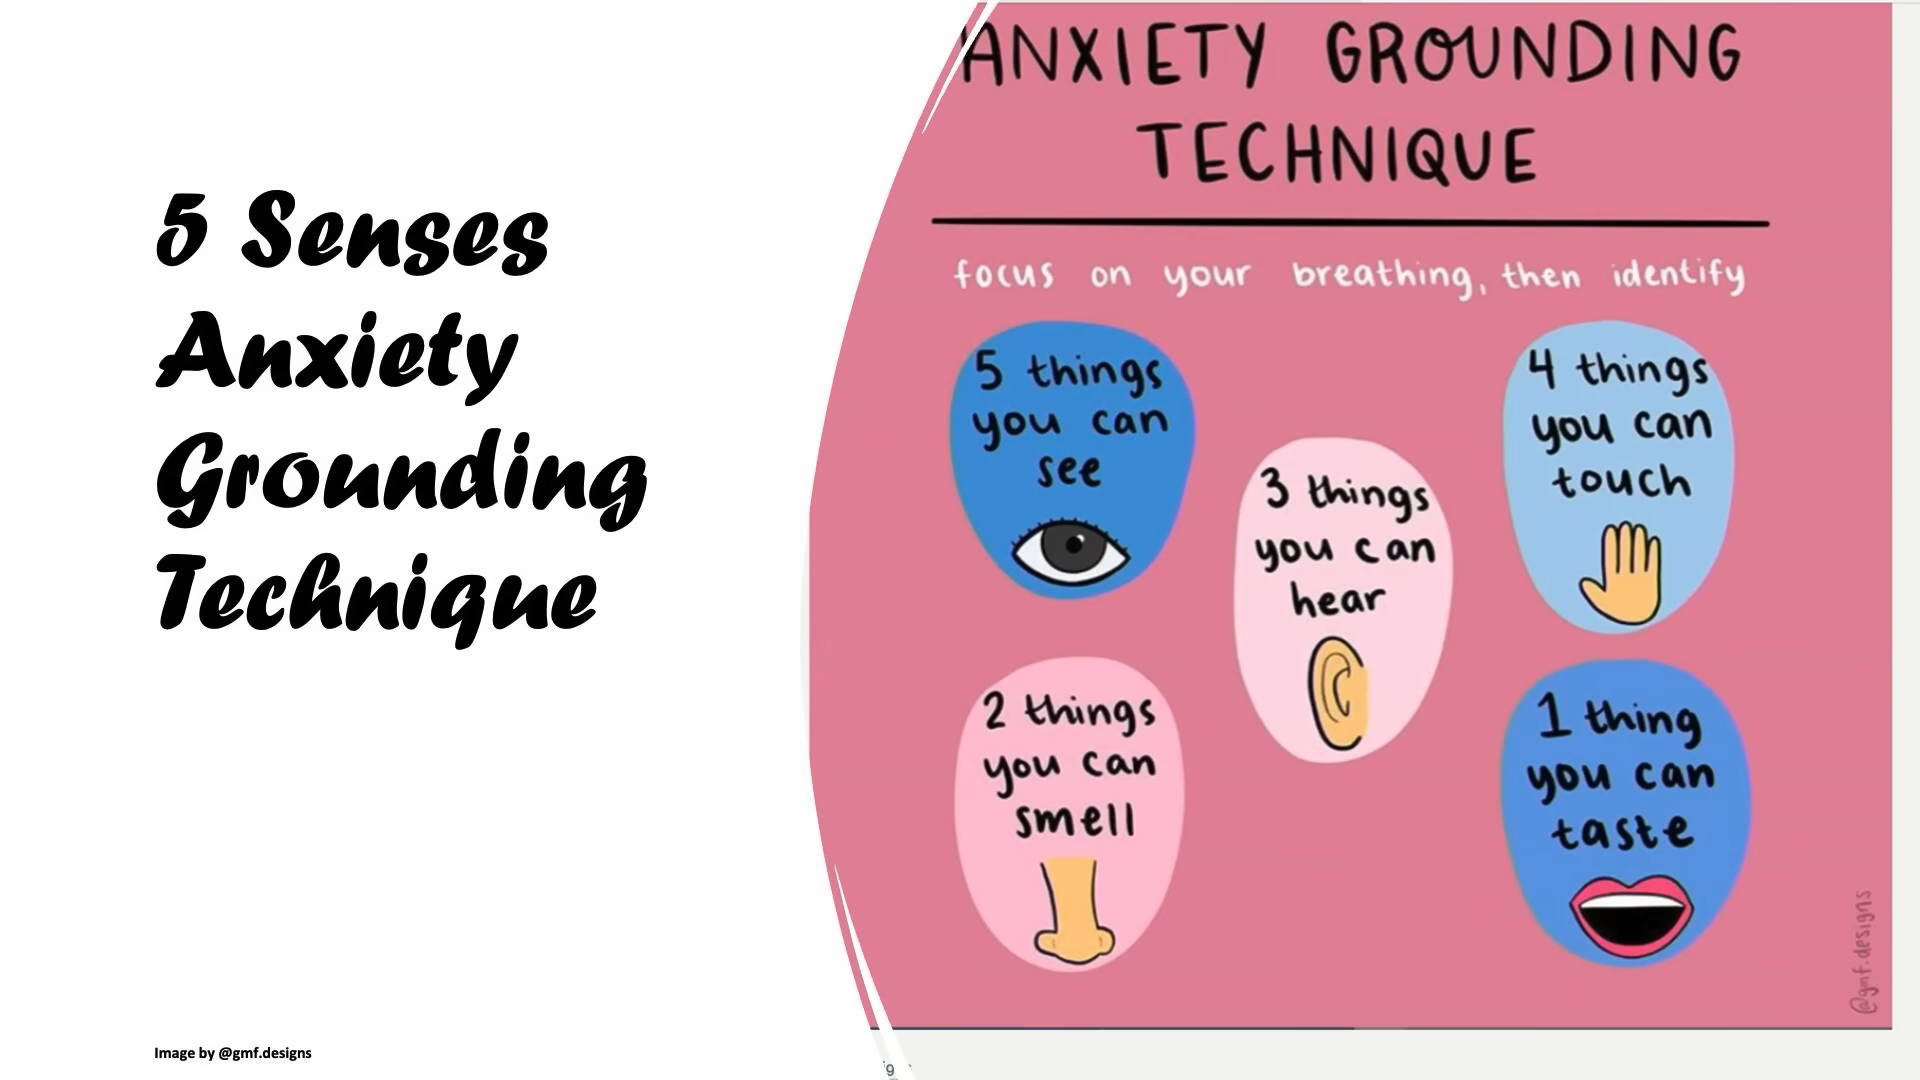 5 Senses
Anxiety
Grounding
Technique
Image by @gmf.designs
ANXIETY GROUNDING
TECHNIQUE
focus on your breathing, then identify
5 things
you can
see
4 things
you can
touch
3 things
you can
hear
2 things
you can
smell
1 thing
you can
taste
@gmf.designs